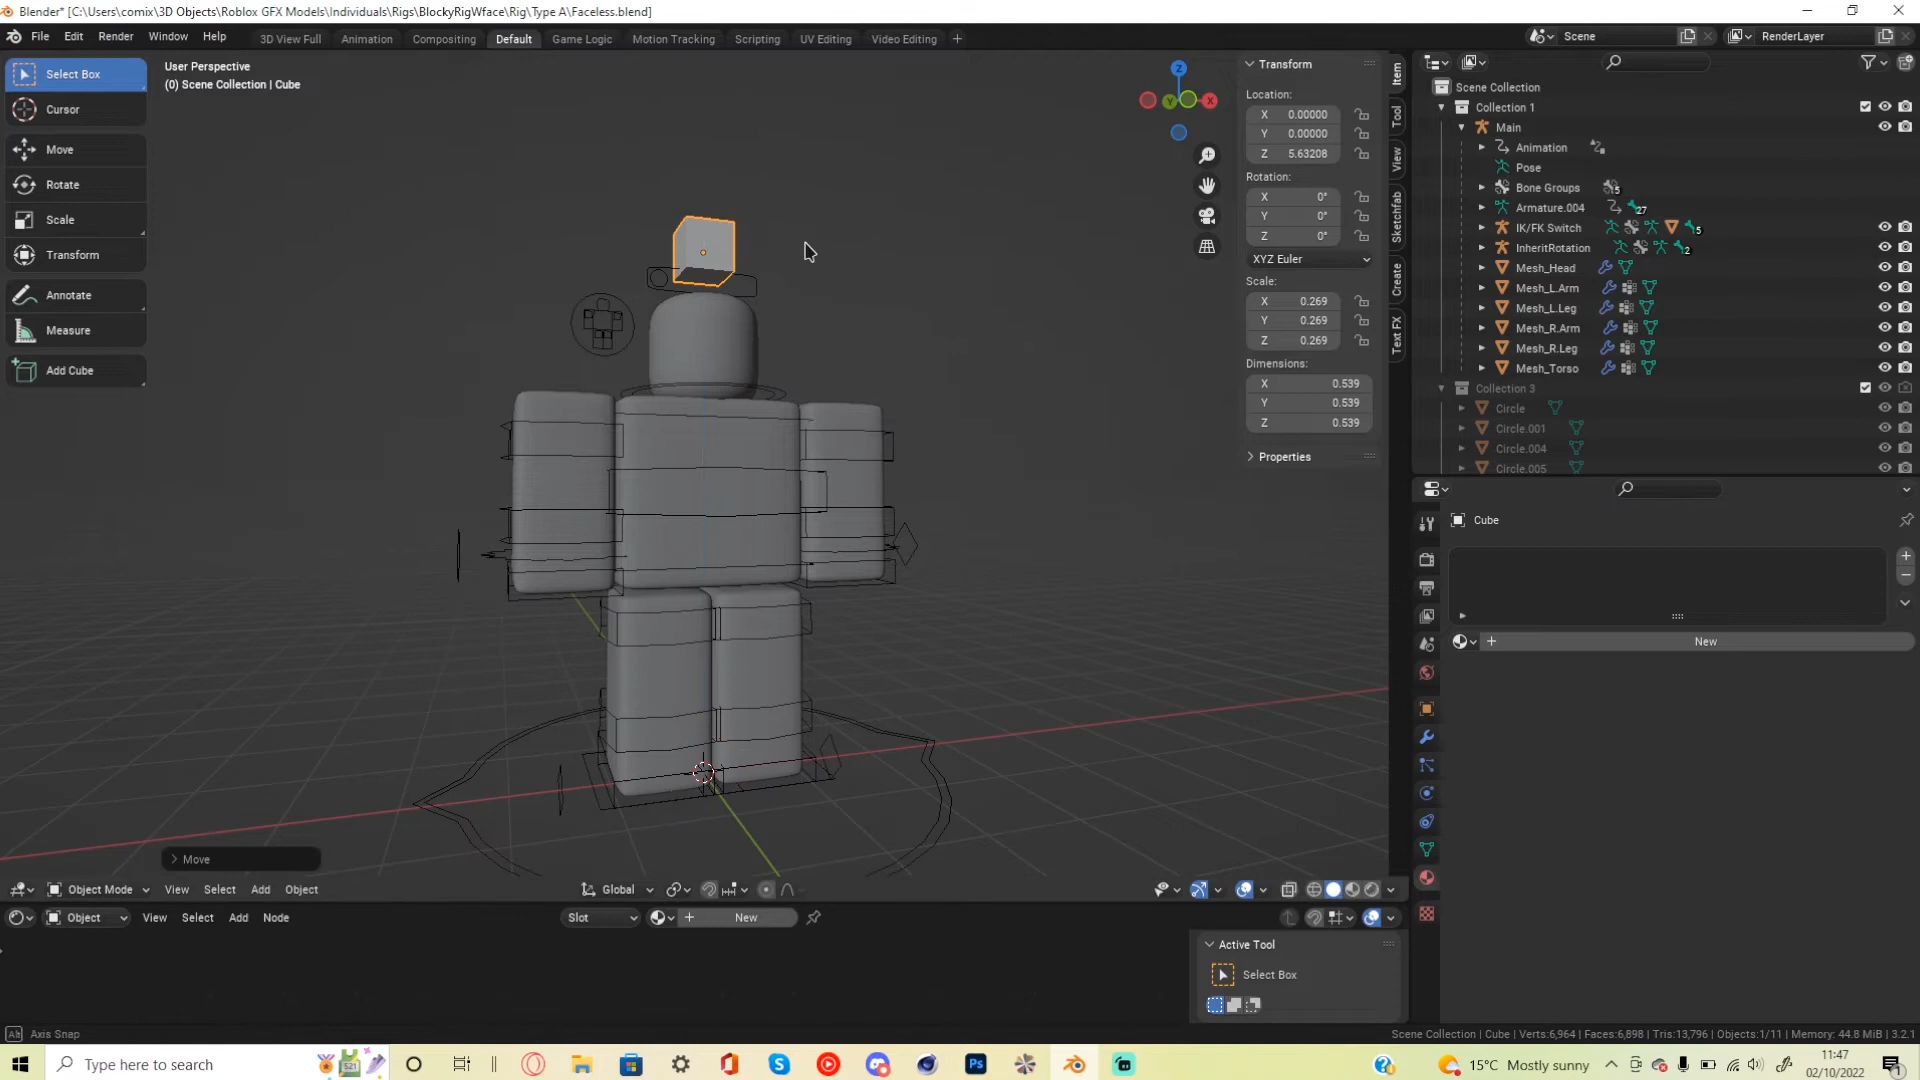 Blender* [C:\Users\comix\3D Objects\Roblox GFX Models\Individuals\Rigs\BlockyRigWface\Rig\Type A\Faceless.blend]
File Edit Render Window Help 3D View Full Animation Compositing Default Game Logic Motion Tracking Scripting UV Editing Video Editing + Scene RenderLayer
Select Box
Cursor
Move
Rotate
Scale
Transform
Annotate
Measure
Add Cube
User Perspective
(0) Scene Collection | Cube
Z
Y
X
Transform
Location:
X 0.00000
Y 0.00000
Z 5.63208
Rotation:
X 0°
Y 0°
Z 0°
XYZ Euler
Scale:
X 0.269
Y 0.269
Z 0.269
Dimensions:
X 0.539
Y 0.539
Z 0.539
Properties
Item
Tool
View
Sketchfab
Create
Text FX
Scene Collection
Collection 1
Main
Animation
Pose
Bone Groups 5
Armature.004 27
IK/FK Switch 5
InheritRotation 2
Mesh_Head
Mesh_L.Arm
Mesh_L.Leg
Mesh_R.Arm
Mesh_R.Leg
Mesh_Torso
Collection 3
Circle
Circle.001
Circle.004
Circle.005
Cube
New
Move
Object Mode View Select Add Object Global
Object View Select Add Node Slot New
Active Tool
Select Box
Alt Axis Snap
Scene Collection | Cube | Verts:6,964 | Faces:6,898 | Tris:13,796 | Objects:1/11 | Memory: 44.8 MiB | 3.2.1
Type here to search
521
Ps
15°C Mostly sunny
11:47
02/10/2022
1